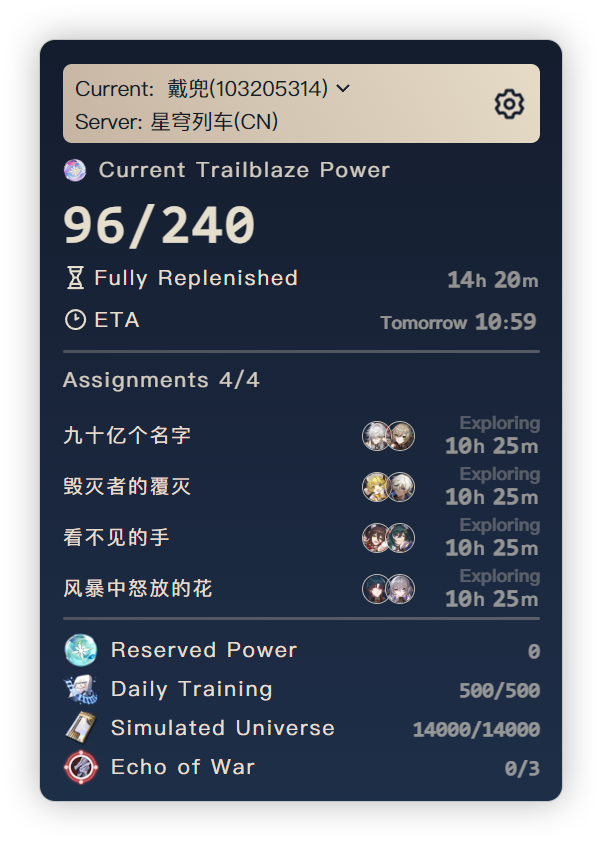 Current: 戴兜(103205314)
Server: 星穹列车(CN)
Current Trailblaze Power
96/240
Fully Replenished 14h 20m
ETA Tomorrow 10:59
Assignments 4/4
九十亿个名字 Exploring 10h 25m
毁灭者的覆灭 Exploring 10h 25m
看不见的手 Exploring 10h 25m
风暴中怒放的花 Exploring 10h 25m
Reserved Power 0
Daily Training 500/500
Simulated Universe 14000/14000
Echo of War 0/3